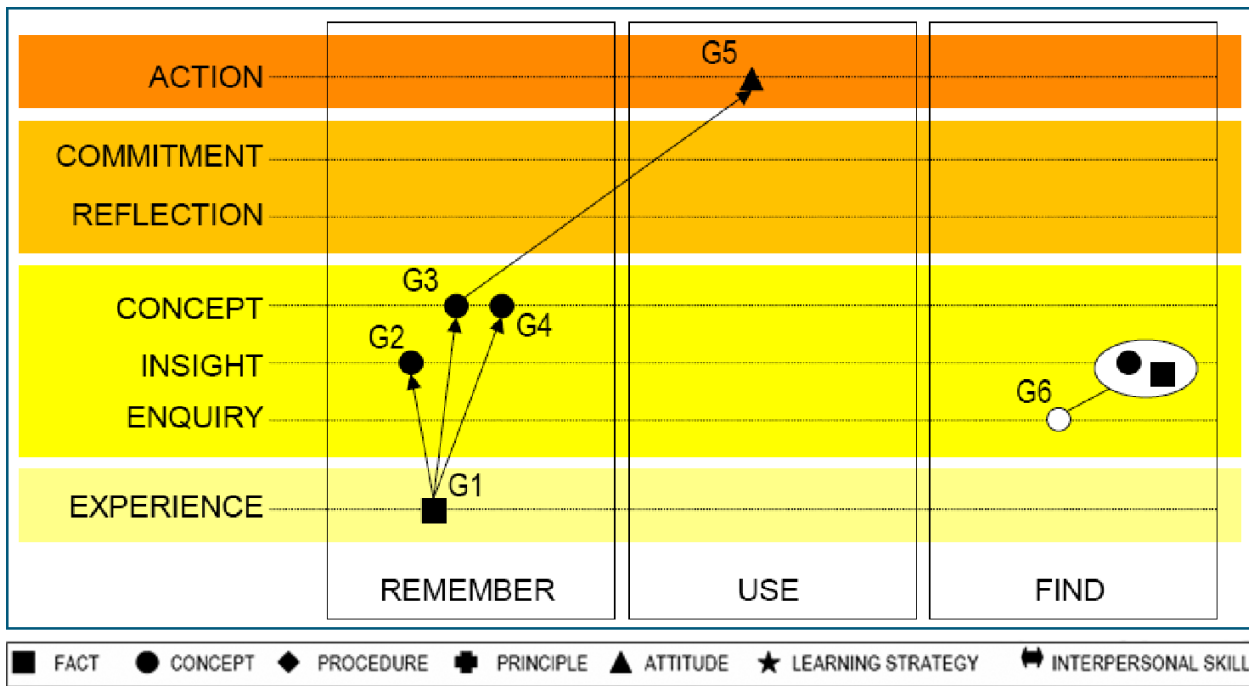 G5
ACTION
COMMITMENT
REFLECTION
G3
CONCEPT
G4
G2
INSIGHT
G6
ENQUIRY
G1
EXPERIENCE
REMEMBER USE FIND
FACT CONCEPT PROCEDURE PRINCIPLE ATTITUDE LEARNING STRATEGY INTERPERSONAL SKILL